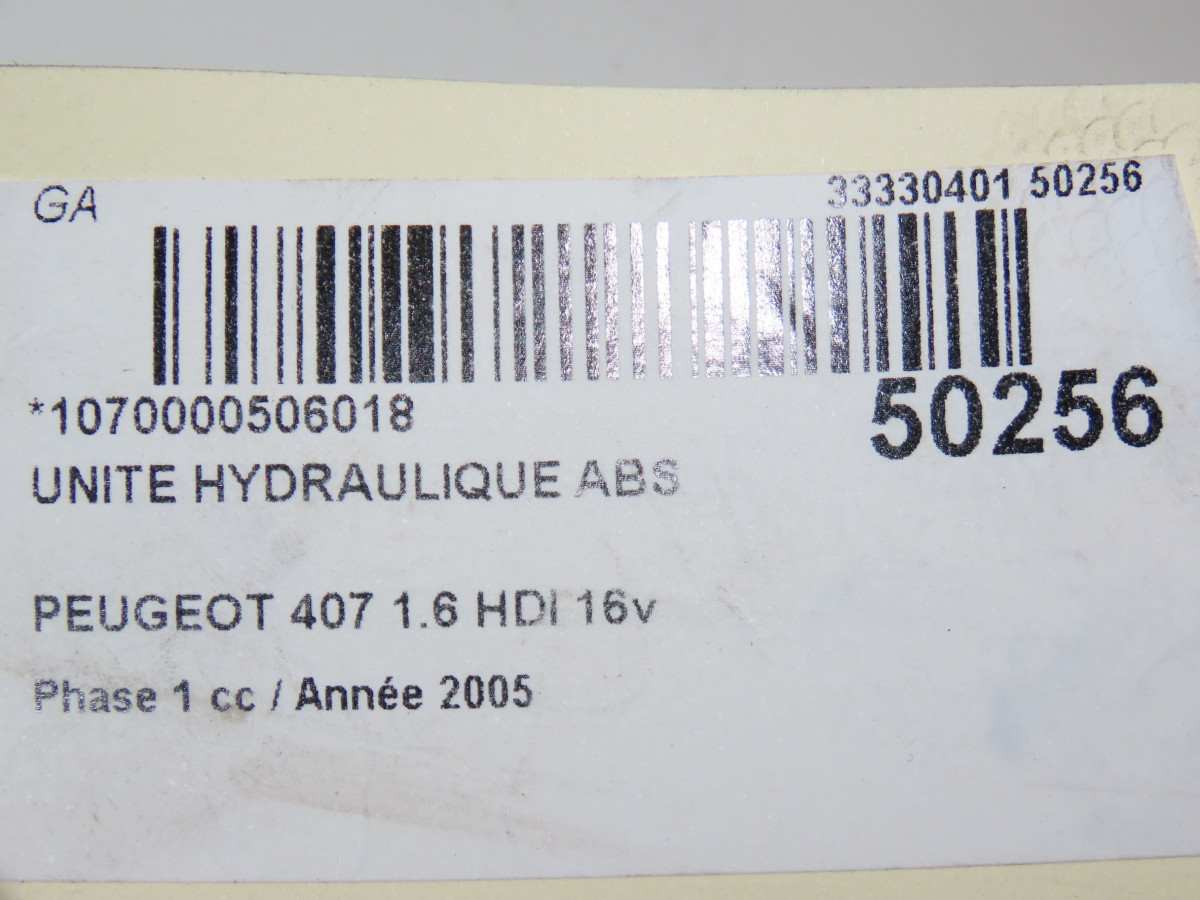 GA
33330401 50256
*1070000506018
50256
UNITE HYDRAULIQUE ABS
PEUGEOT 407 1.6 HDI 16v
Phase 1 cc / Année 2005